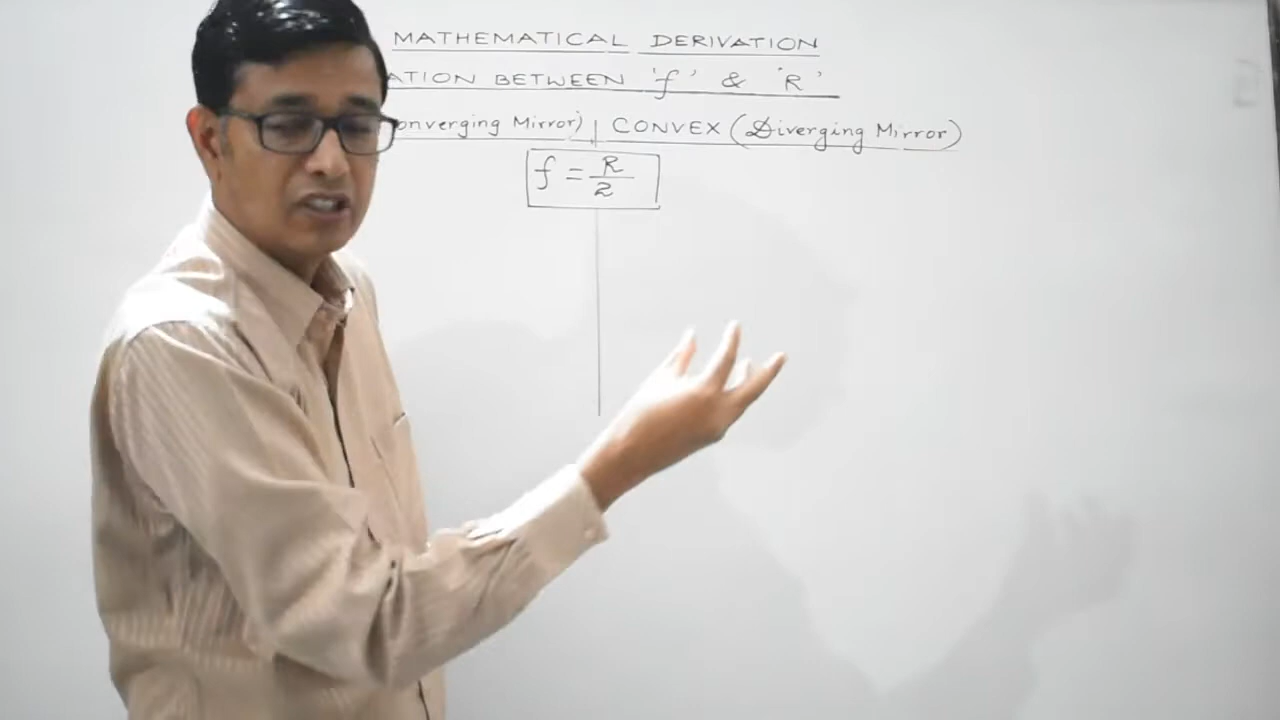 MATHEMATICAL DERIVATION
ATION BETWEEN 'f' & 'R'
onverging Mirror) | CONVEX (Diverging Mirror)
f = R/2